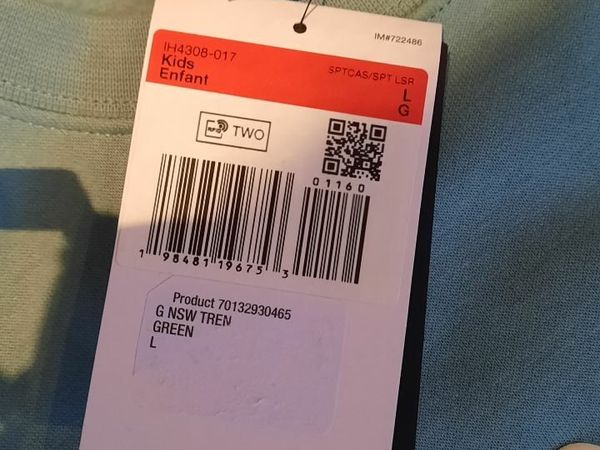 IM#722486
IH4308-017
Kids
Enfant
SPTCAS/SPT LSR
L
G
RFID TWO
01160
1 98481 19675 3
Product 70132930465
G NSW TREN
GREEN
L